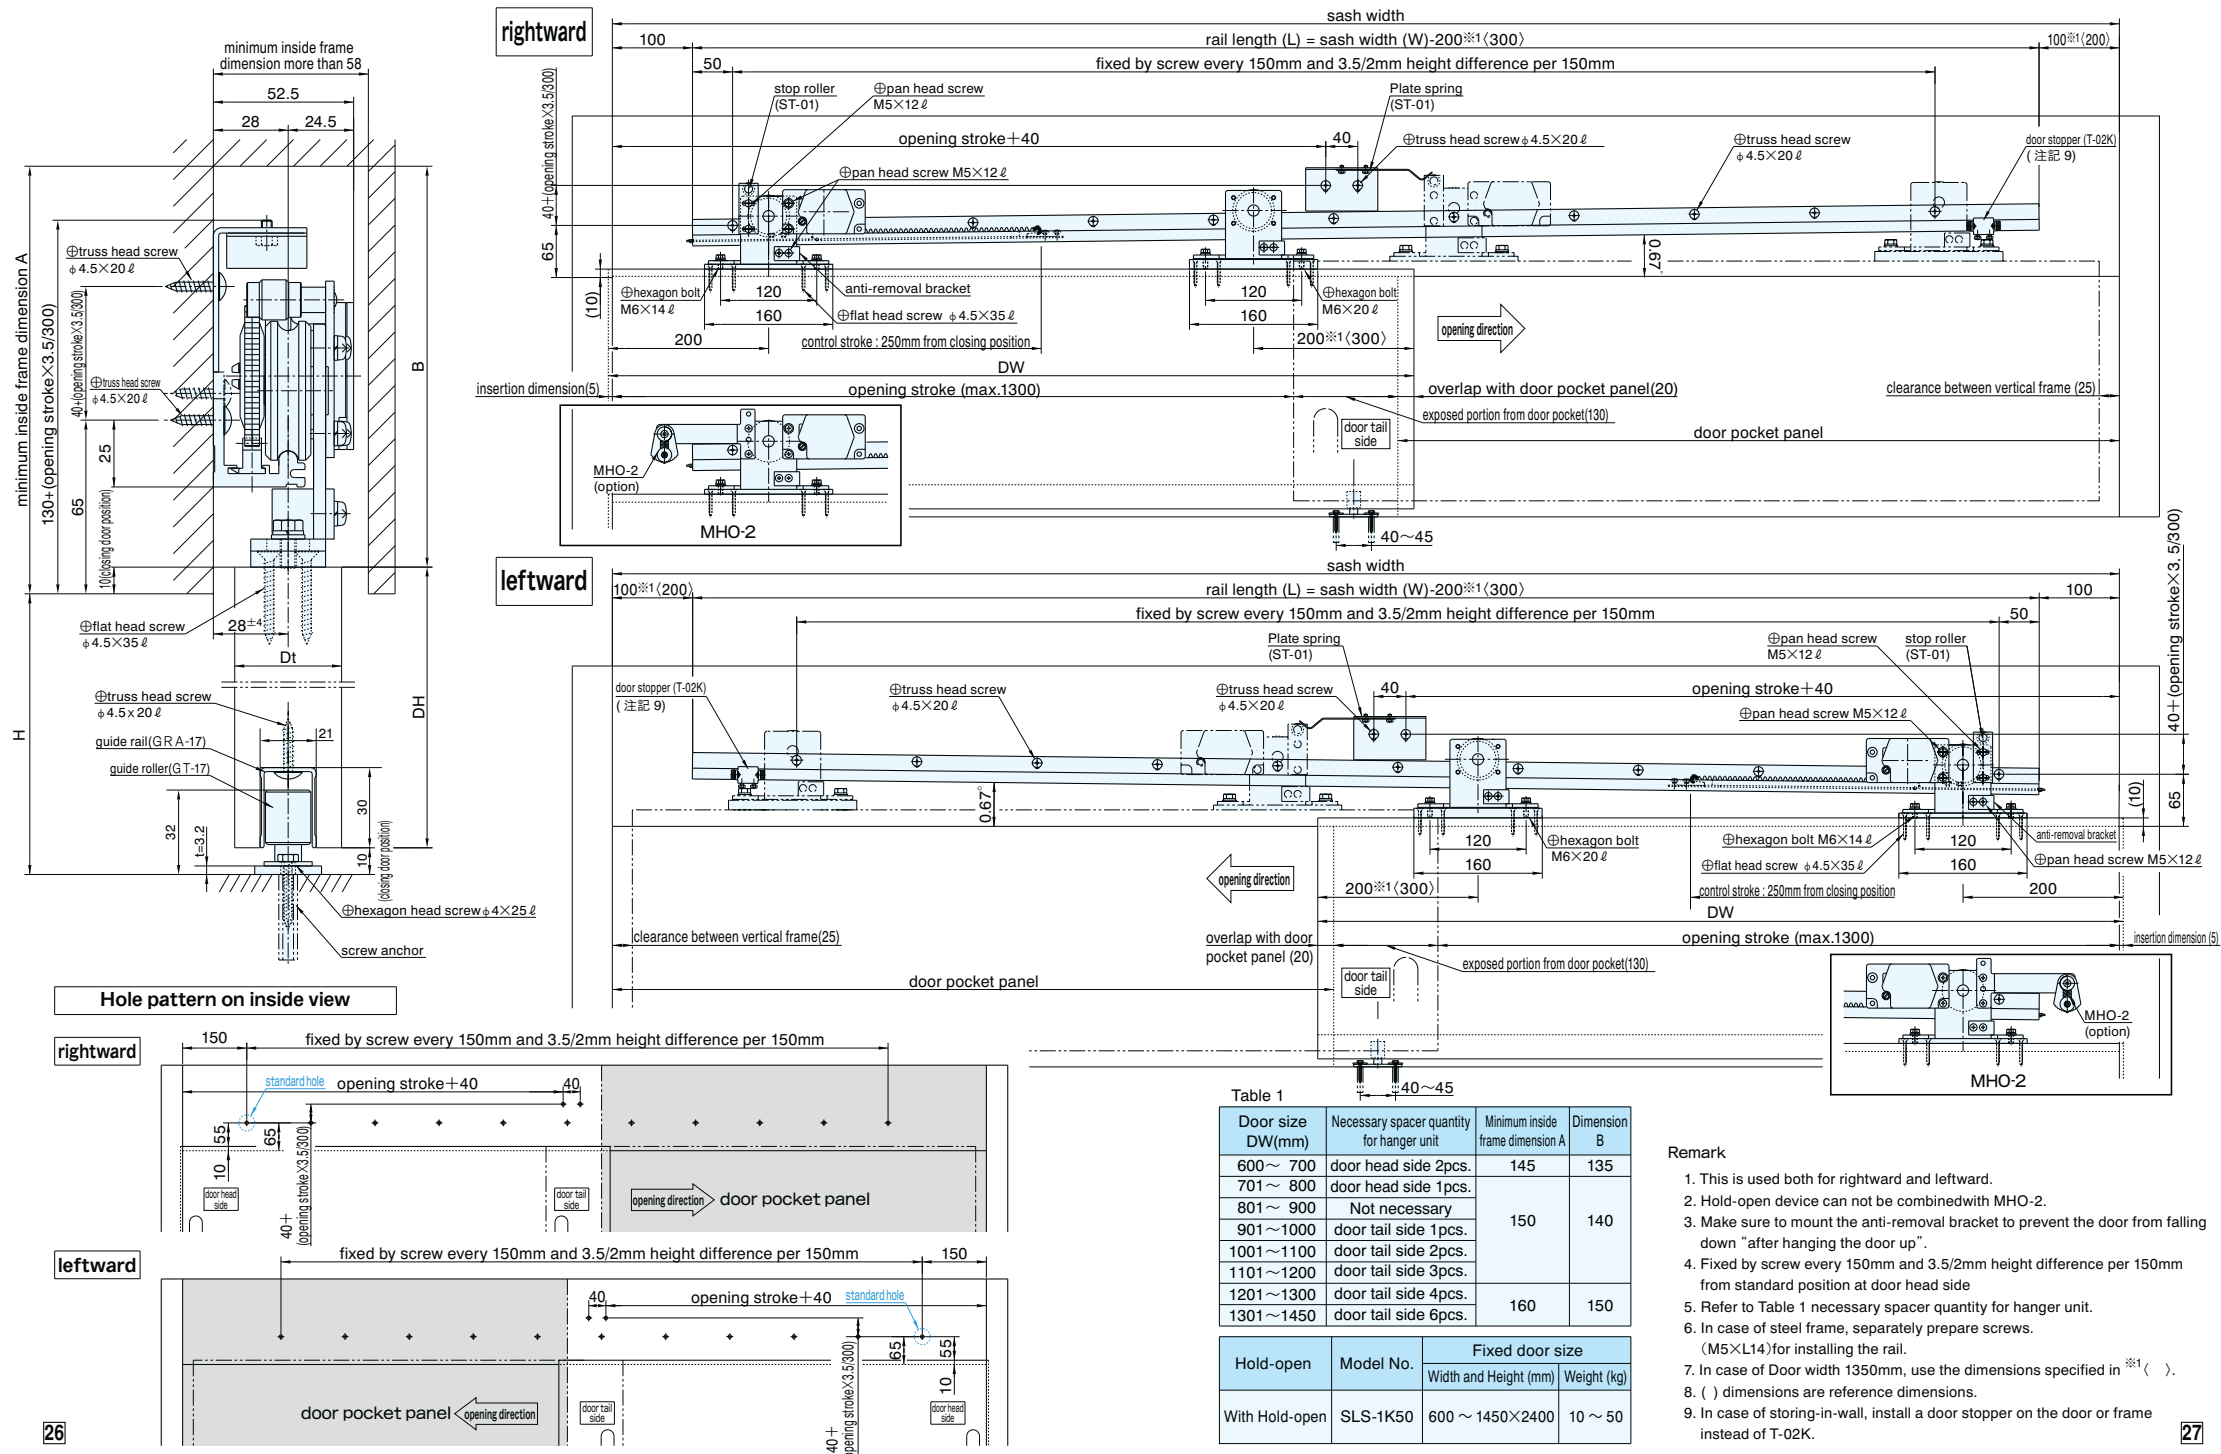 minimum inside frame
dimension more than 58
52.5
28
24.5
minimum inside frame dimension A
130+(opening stroke×3.5/300)
⊕truss head screw
φ4.5×20ℓ
40+(opening stroke×3.5/300)
⊕truss head screw
φ4.5×20ℓ
25
65
10(closing door position)
B
⊕flat head screw
φ4.5×35ℓ
28±4
Dt
⊕truss head screw
φ4.5x20ℓ
guide rail(GRA-17)
guide roller(GT-17)
21
H
DH
32
30
t=3.2
10
(closing door position)
⊕hexagon head screwφ4×25ℓ
screw anchor
rightward
sash width
100
rail length (L) = sash width (W)-200※1〈300〉
100※1〈200〉
50
fixed by screw every 150mm and 3.5/2mm height difference per 150mm
40+(opening stroke×3.5/300)
65
stop roller
(ST-01)
⊕pan head screw
M5×12ℓ
Plate spring
(ST-01)
opening stroke+40
40
⊕truss head screwφ4.5×20ℓ
⊕truss head screw
φ4.5×20ℓ
door stopper (T-02K)
(注記 9)
⊕pan head screw M5×12ℓ
0.67°
(10)
⊕hexagon bolt
M6×14ℓ
120
160
anti-removal bracket
⊕flat head screw φ4.5×35ℓ
120
160
⊕hexagon bolt
M6×20ℓ
200
control stroke : 250mm from closing position
200※1〈300〉
opening direction
DW
insertion dimension(5)
opening stroke (max.1300)
overlap with door pocket panel(20)
clearance between vertical frame (25)
exposed portion from door pocket(130)
door tail
side
door pocket panel
MHO-2
(option)
MHO-2
40～45
leftward
sash width
100※1〈200〉
rail length (L) = sash width (W)-200※1〈300〉
100
fixed by screw every 150mm and 3.5/2mm height difference per 150mm
50
40+(opening stroke×3.5/300)
Plate spring
(ST-01)
⊕pan head screw
M5×12ℓ
stop roller
(ST-01)
door stopper (T-02K)
(注記 9)
⊕truss head screw
φ4.5×20ℓ
⊕truss head screw
φ4.5×20ℓ
40
opening stroke+40
⊕pan head screw M5×12ℓ
0.67°
(10)
65
120
160
⊕hexagon bolt
M6×20ℓ
⊕hexagon bolt M6×14ℓ
⊕flat head screw φ4.5×35ℓ
120
160
anti-removal bracket
⊕pan head screw M5×12ℓ
opening direction
200※1〈300〉
control stroke : 250mm from closing position
200
DW
clearance between vertical frame(25)
overlap with door
pocket panel (20)
opening stroke (max.1300)
insertion dimension (5)
exposed portion from door pocket(130)
door tail
side
door pocket panel
MHO-2
(option)
MHO-2
40～45
Hole pattern on inside view
rightward
150
fixed by screw every 150mm and 3.5/2mm height difference per 150mm
standard hole
opening stroke+40
40
55
65
10
40+
(opening stroke×3.5/300)
door head
side
door tail
side
opening direction
door pocket panel
leftward
fixed by screw every 150mm and 3.5/2mm height difference per 150mm
150
40
opening stroke+40
standard hole
65
55
10
40+
(opening stroke×3.5/300)
door pocket panel
opening direction
door tail
side
door head
side
26
Table 1
Door size
DW(mm)
Necessary spacer quantity
for hanger unit
Minimum inside
frame dimension A
Dimension
B
600～ 700 door head side 2pcs. 145 135
701～ 800 door head side 1pcs.
801～ 900 Not necessary
901～1000 door tail side 1pcs. 150 140
1001～1100 door tail side 2pcs.
1101～1200 door tail side 3pcs.
1201～1300 door tail side 4pcs. 160 150
1301～1450 door tail side 6pcs.
Hold-open
Model No.
Fixed door size
Width and Height (mm) Weight (kg)
With Hold-open SLS-1K50 600 ～ 1450×2400 10 ～ 50
Remark
1. This is used both for rightward and leftward.
2. Hold-open device can not be combinedwith MHO-2.
3. Make sure to mount the anti-removal bracket to prevent the door from falling
down “after hanging the door up”.
4. Fixed by screw every 150mm and 3.5/2mm height difference per 150mm
from standard position at door head side
5. Refer to Table 1 necessary spacer quantity for hanger unit.
6. In case of steel frame, separately prepare screws.
（M5×L14)for installing the rail.
7. In case of Door width 1350mm, use the dimensions specified in ※1〈　〉.
8. ( ) dimensions are reference dimensions.
9. In case of storing-in-wall, install a door stopper on the door or frame
instead of T-02K.
27